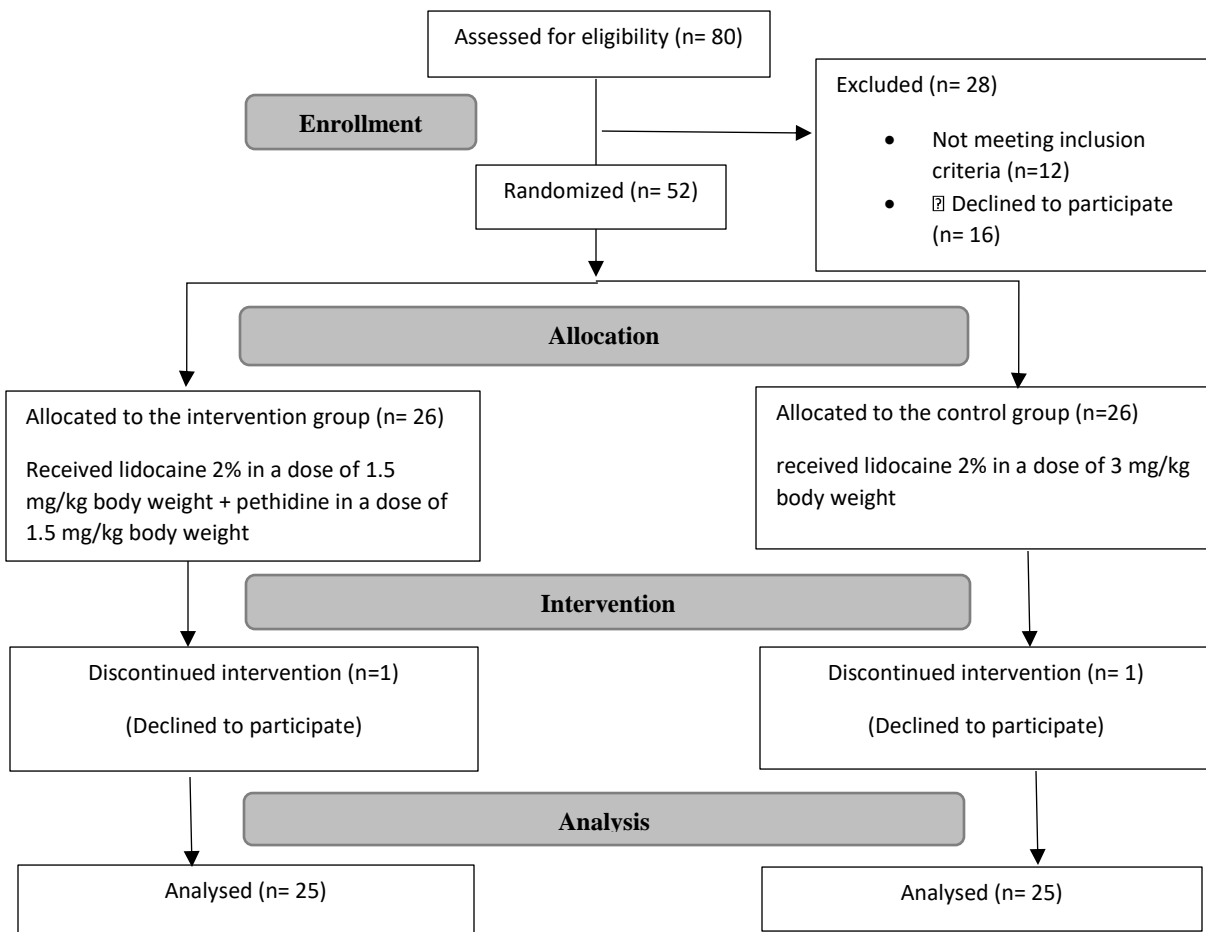 Assessed for eligibility (n= 80)
Enrollment
Excluded (n= 28)
• Not meeting inclusion
criteria (n=12)
• ⍰ Declined to participate
(n= 16)
Randomized (n= 52)
Allocation
Allocated to the intervention group (n= 26)
Received lidocaine 2% in a dose of 1.5
mg/kg body weight + pethidine in a dose of
1.5 mg/kg body weight
Allocated to the control group (n=26)
received lidocaine 2% in a dose of 3 mg/kg
body weight
Intervention
Discontinued intervention (n=1)
(Declined to participate)
Discontinued intervention (n= 1)
(Declined to participate)
Analysis
Analysed (n= 25)
Analysed (n= 25)